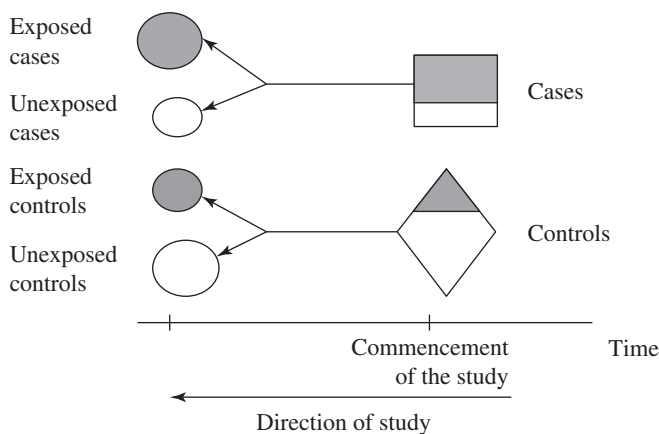 Exposed
cases
Unexposed
cases
Cases
Exposed
controls
Unexposed
controls
Controls
Commencement
of the study
Time
Direction of study